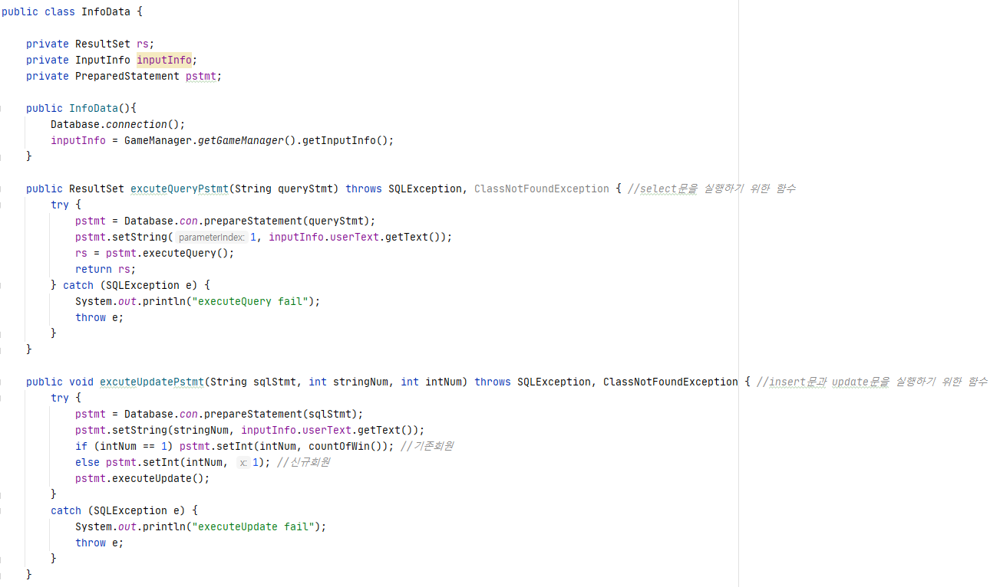 public class InfoData {
private ResultSet rs;
private InputInfo inputInfo;
private PreparedStatement pstmt;
public InfoData(){
Database.connection();
inputInfo = GameManager.getGameManager().getInputInfo();
}
public ResultSet excuteQueryPstmt(String queryStmt) throws SQLException, ClassNotFoundException { //select문을 실행하기 위한 함수
try {
pstmt = Database.con.prepareStatement(queryStmt);
pstmt.setString( parameterIndex: 1, inputInfo.userText.getText());
rs = pstmt.executeQuery();
return rs;
} catch (SQLException e) {
System.out.println("executeQuery fail");
throw e;
}
}
public void excuteUpdatePstmt(String sqlStmt, int stringNum, int intNum) throws SQLException, ClassNotFoundException { //insert문과 update문을 실행하기 위한 함수
try {
pstmt = Database.con.prepareStatement(sqlStmt);
pstmt.setString(stringNum, inputInfo.userText.getText());
if (intNum == 1) pstmt.setInt(intNum, countOfWin()); //기존회원
else pstmt.setInt(intNum, x: 1); //신규회원
pstmt.executeUpdate();
}
catch (SQLException e) {
System.out.println("executeUpdate fail");
throw e;
}
}